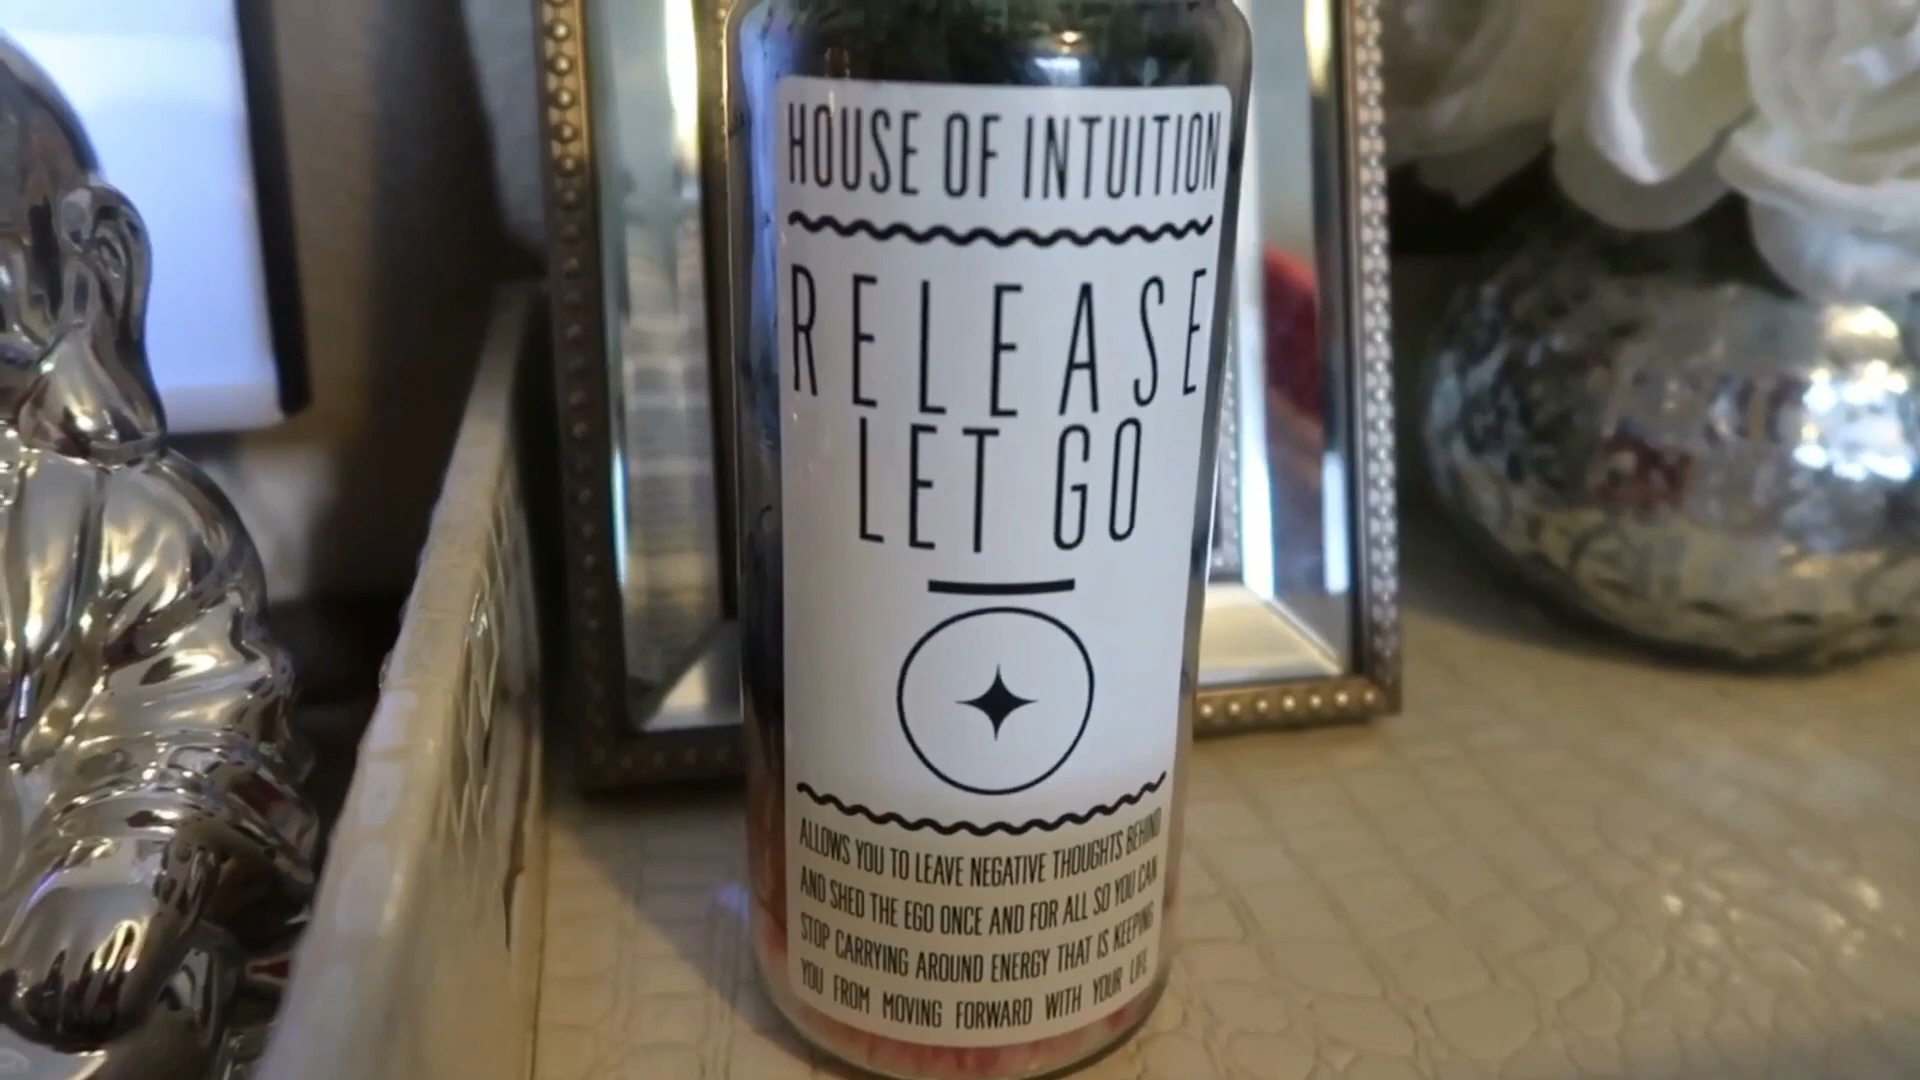 HOUSE OF INTUITION
RELEASE
LET GO
ALLOWS YOU TO LEAVE NEGATIVE THOUGHTS BEHIND
AND SHED THE EGO ONCE AND FOR ALL SO YOU CAN
STOP CARRYING AROUND ENERGY THAT IS KEEPING
YOU FROM MOVING FORWARD WITH YOUR LIFE